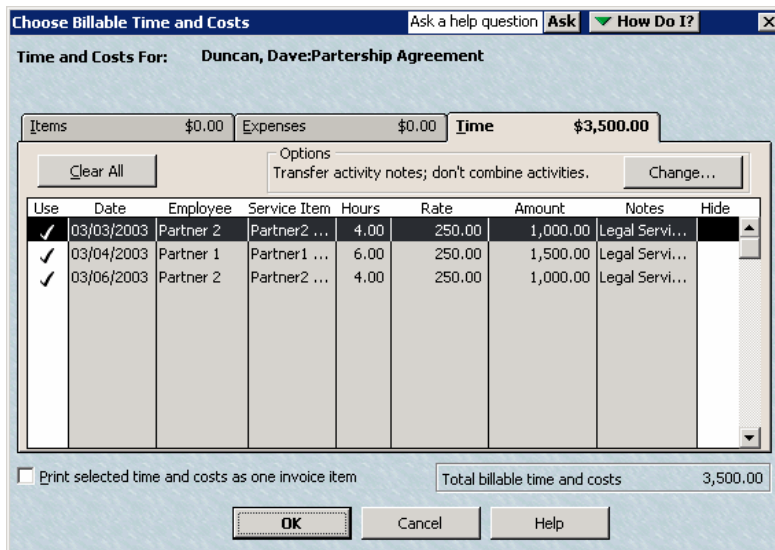 Choose Billable Time and Costs Ask a help question Ask How Do I?
Time and Costs For: Duncan, Dave:Partership Agreement
Items $0.00 Expenses $0.00 Time $3,500.00
Options
Clear All Transfer activity notes; don't combine activities. Change...
Use Date Employee Service Item Hours Rate Amount Notes Hide
03/03/2003 Partner 2 Partner2 ... 4.00 250.00 1,000.00 Legal Servi...
03/04/2003 Partner 1 Partner1 ... 6.00 250.00 1,500.00 Legal Servi...
03/06/2003 Partner 2 Partner2 ... 4.00 250.00 1,000.00 Legal Servi...
Print selected time and costs as one invoice item Total billable time and costs 3,500.00
OK Cancel Help